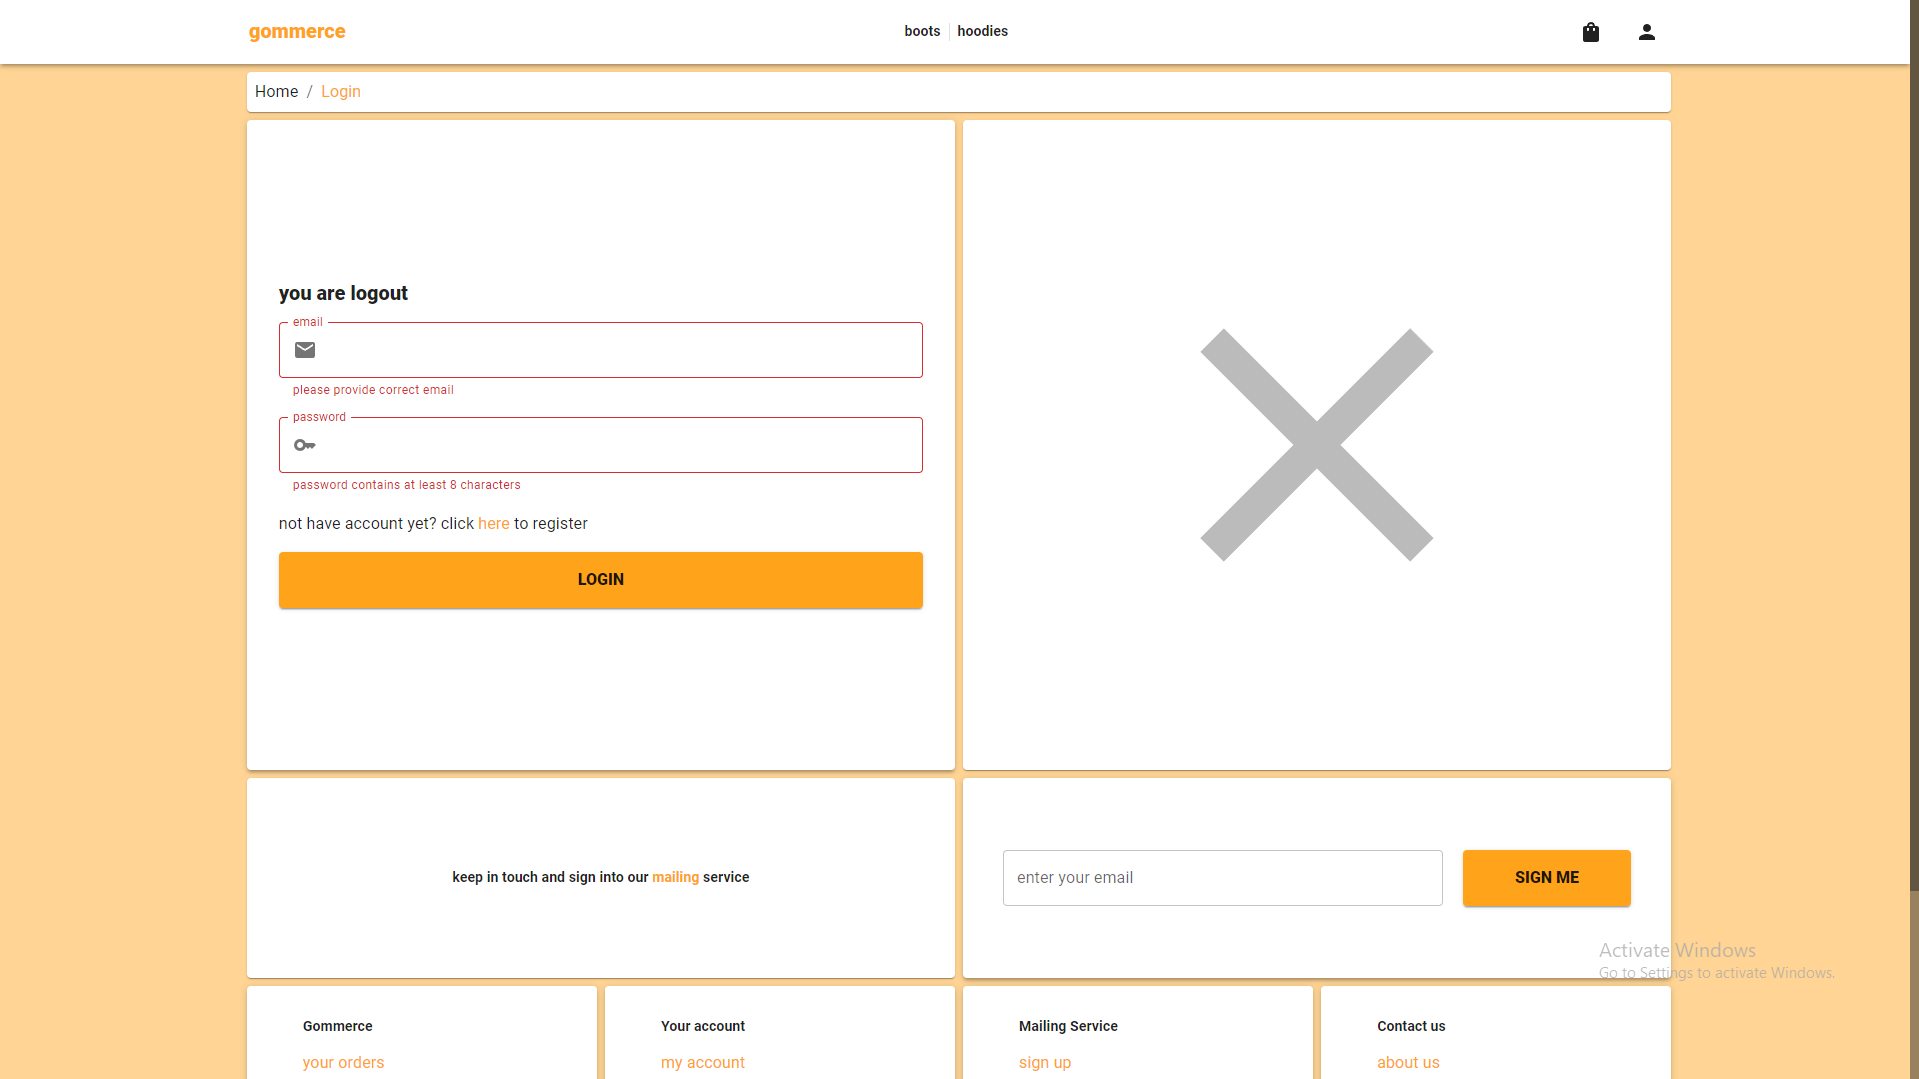 gommerce
boots
hoodies
Home / Login
you are logout
email
please provide correct email
password
password contains at least 8 characters
not have account yet? click here to register
LOGIN
keep in touch and sign into our mailing service
enter your email
SIGN ME
Activate Windows
Go to Settings to activate Windows.
Gommerce
your orders
Your account
my account
Mailing Service
sign up
Contact us
about us